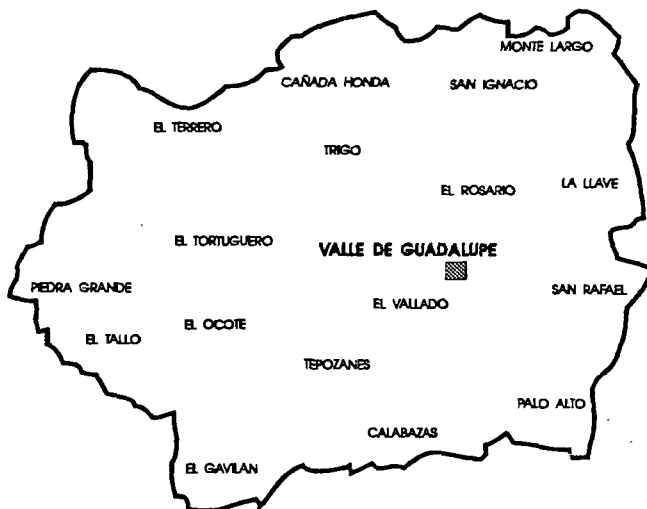 MONTE LARGO
CAÑADA HONDA
SAN IGNACIO
EL TERRERO
TRIGO
LA LLAVE
EL ROSARIO
EL TORTUGUERO
VALLE DE GUADALUPE
PIEDRA GRANDE
SAN RAFAEL
EL VALLADO
EL OCOTE
EL TALLO
TEPOZANES
PALO ALTO
CALABAZAS
EL GAVILAN